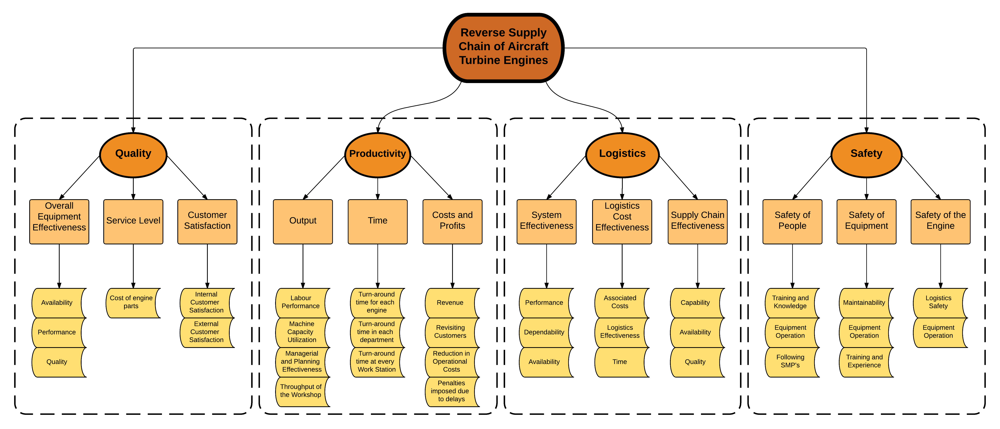 Reverse Supply
Chain of Aircraft
Turbine Engines
Quality
Productivity
Logistics
Safety
Overall
Equipment
Effectiveness
Service Level
Customer
Satisfaction
Output
Time
Costs and
Profits
System
Effectiveness
Logistics
Cost
Effectiveness
Supply Chain
Effectiveness
Safety of
People
Safety of
Equipment
Safety of the
Engine
Availability
Performance
Quality
Cost of engine
parts
Internal
Customer
Satisfaction
External
Customer
Satisfaction
Labour
Performance
Machine
Capacity
Utilization
Managerial
and Planning
Effectiveness
Throughput of
the Workshop
Turn-around
time for each
engine
Turn-around
time in each
department
Turn-around
time at every
Work Station
Revenue
Revisiting
Customers
Reduction in
Operational
Costs
Penalties
imposed due
to delays
Performance
Dependability
Availability
Associated
Costs
Logistics
Effectiveness
Time
Capability
Availability
Quality
Training and
Knowledge
Equipment
Operation
Following
SMP's
Maintainability
Equipment
Operation
Training and
Experience
Logistics
Safety
Equipment
Operation